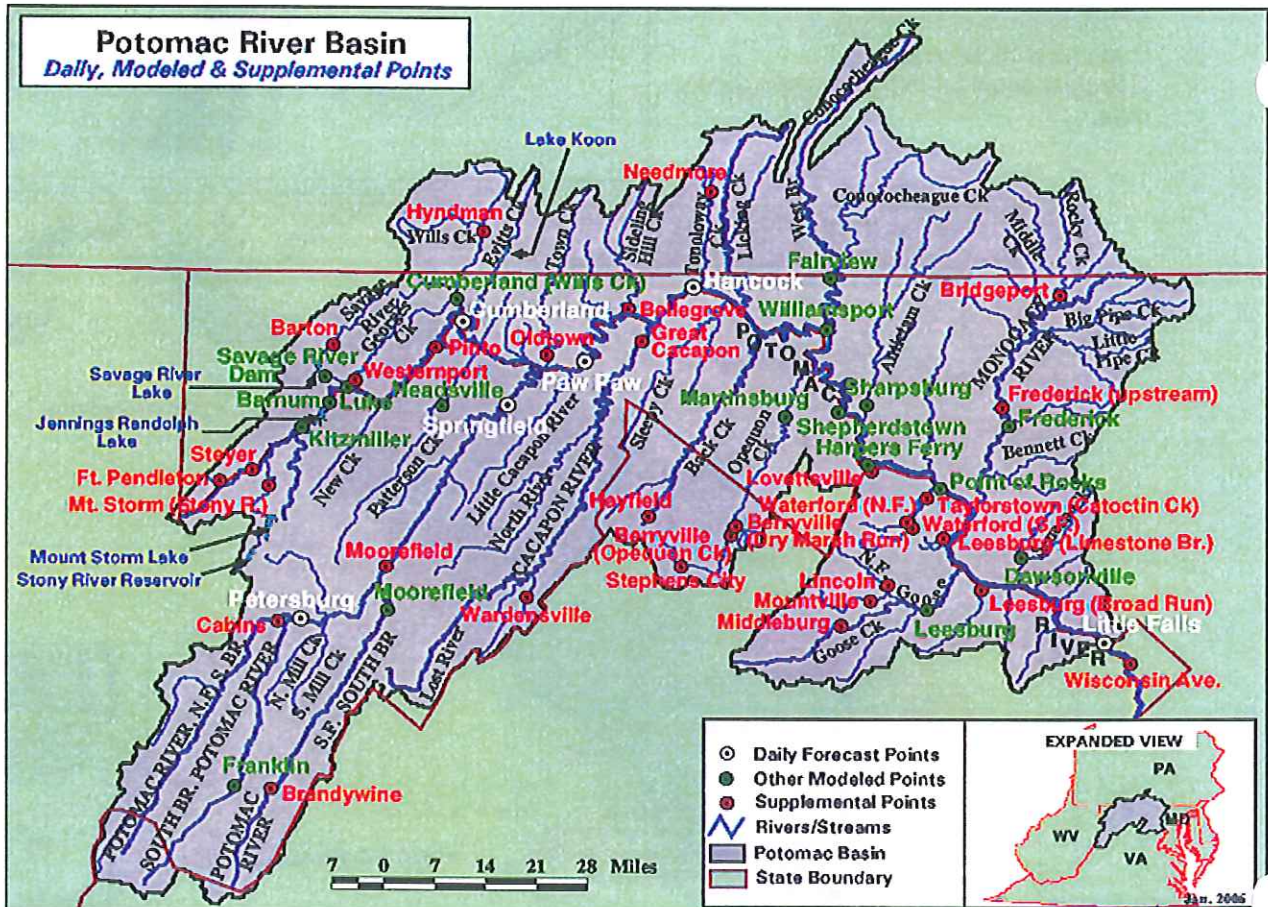 Potomac River Basin
Daily, Modeled & Supplemental Points
Conococheague Ck
Lake Koon
Needmore
Hyndman
Wills Ck
Evitts Ck
Town Ck
Sideling
Hill Ck
Tonoloway
Ck
Licking Ck
West Br
Conococheague Ck
Middle
Ck
Rocky Ck
Fairview
Cumberland (Wills Ck)
Hancock
Bridgeport
Savage
River
Georges
Ck
Cumberland
Bellegrove
Williamsport
Big Pipe Ck
Barton
Oldtown
Great
Cacapon
Antietam Ck
MONOCACY
RIVER
Little
Pipe Ck
Pinto
POTOMAC
Savage River
Dam
Savage River
Lake
Westernport
Paw Paw
Headsville
Sharpsburg
Barnum
Luke
Martinsburg
Frederick (upstream)
Jennings Randolph
Lake
Springfield
Sleepy Ck
Shepherdstown
Frederick
Kitzmiller
Back Ck
Opequon
Ck
Harpers Ferry
Bennett Ck
Steyer
Ft. Pendleton
Mt. Storm (Stony R.)
New Ck
Patterson Ck
Little Cacapon River
North River
CACAPON RIVER
Lovettsville
Point of Rocks
Hayfield
Waterford (N.F.)
Taylorstown (Catoctin Ck)
Berryville
(Opequon Ck)
Berryville
(Dry Marsh Run)
Waterford (S.F.)
Leesburg (Limestone Br.)
Mount Storm Lake
Stony River Reservoir
Moorefield
Stephens City
N.F.
Goose
Dawsonville
Lincoln
Moorefield
Mountville
Leesburg (Broad Run)
Petersburg
Wardensville
Middleburg
Leesburg
Little Falls
Cabins
Goose Ck
RIVER
N. Mill Ck
S. Mill Ck
Lost River
Wisconsin Ave.
POTOMAC RIVER, N.F. S. BR.
SOUTH BR. POTOMAC RIVER
S.F. SOUTH BR
POTOMAC
RIVER
Franklin
Brandywine
7 0 7 14 21 28 Miles
Daily Forecast Points
Other Modeled Points
Supplemental Points
Rivers/Streams
Potomac Basin
State Boundary
EXPANDED VIEW
PA
WV
MD
VA
Jan. 2006